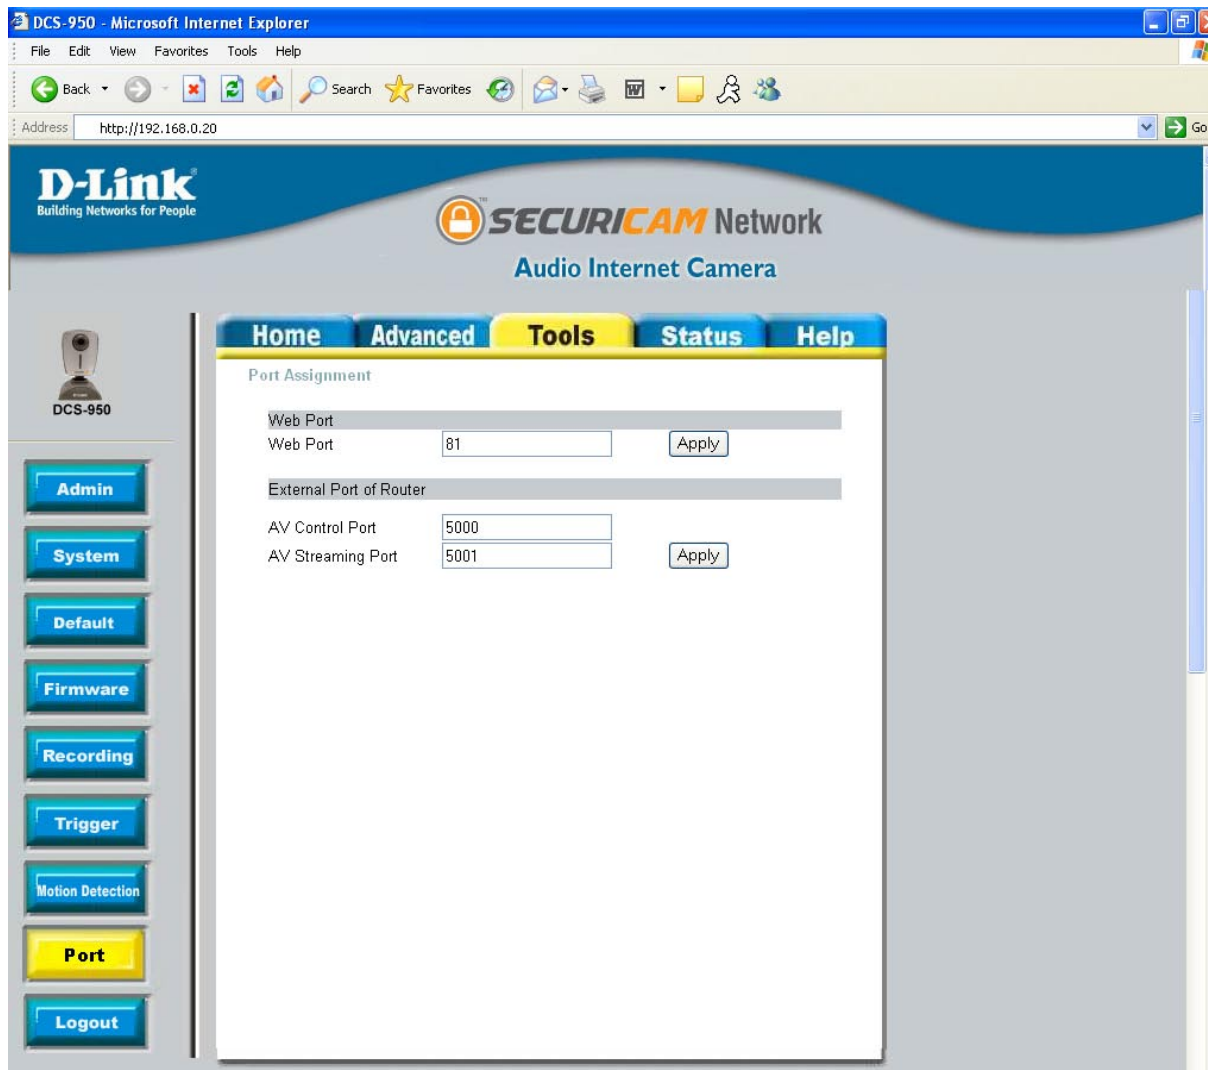 DCS-950 - Microsoft Internet Explorer
File Edit View Favorites Tools Help
Back Search Favorites
Address http://192.168.0.20 Go
D-Link®
Building Networks for People
SECURICAM Network
Audio Internet Camera
Home Advanced Tools Status Help
DCS-950
Port Assignment
Web Port
Web Port 81 Apply
External Port of Router
AV Control Port 5000
AV Streaming Port 5001 Apply
Admin
System
Default
Firmware
Recording
Trigger
Motion Detection
Port
Logout